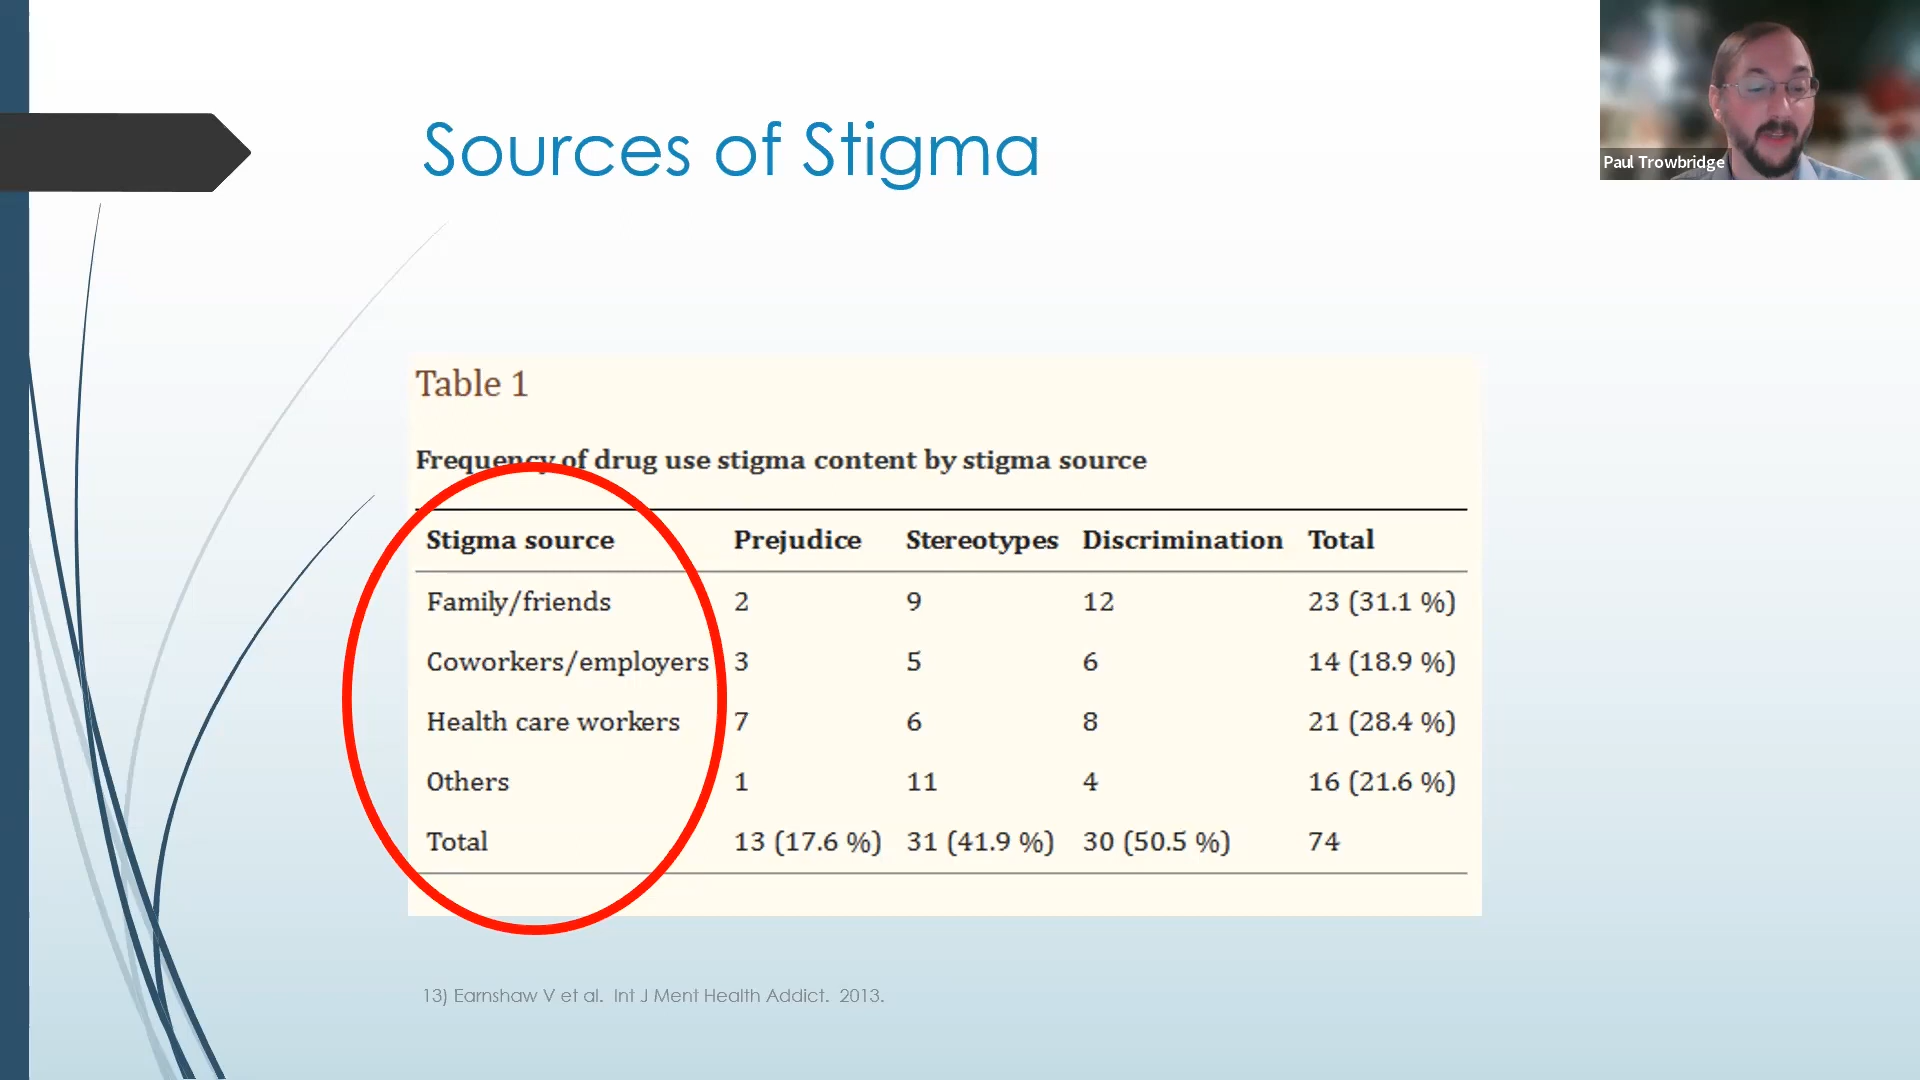 Sources of Stigma
Paul Trowbridge
Table 1
Frequency of drug use stigma content by stigma source
Stigma source Prejudice Stereotypes Discrimination Total
Family/friends 2 9 12 23 (31.1 %)
Coworkers/employers 3 5 6 14 (18.9 %)
Health care workers 7 6 8 21 (28.4 %)
Others 1 11 4 16 (21.6 %)
Total 13 (17.6 %) 31 (41.9 %) 30 (50.5 %) 74
13) Earnshaw V et al. Int J Ment Health Addict. 2013.